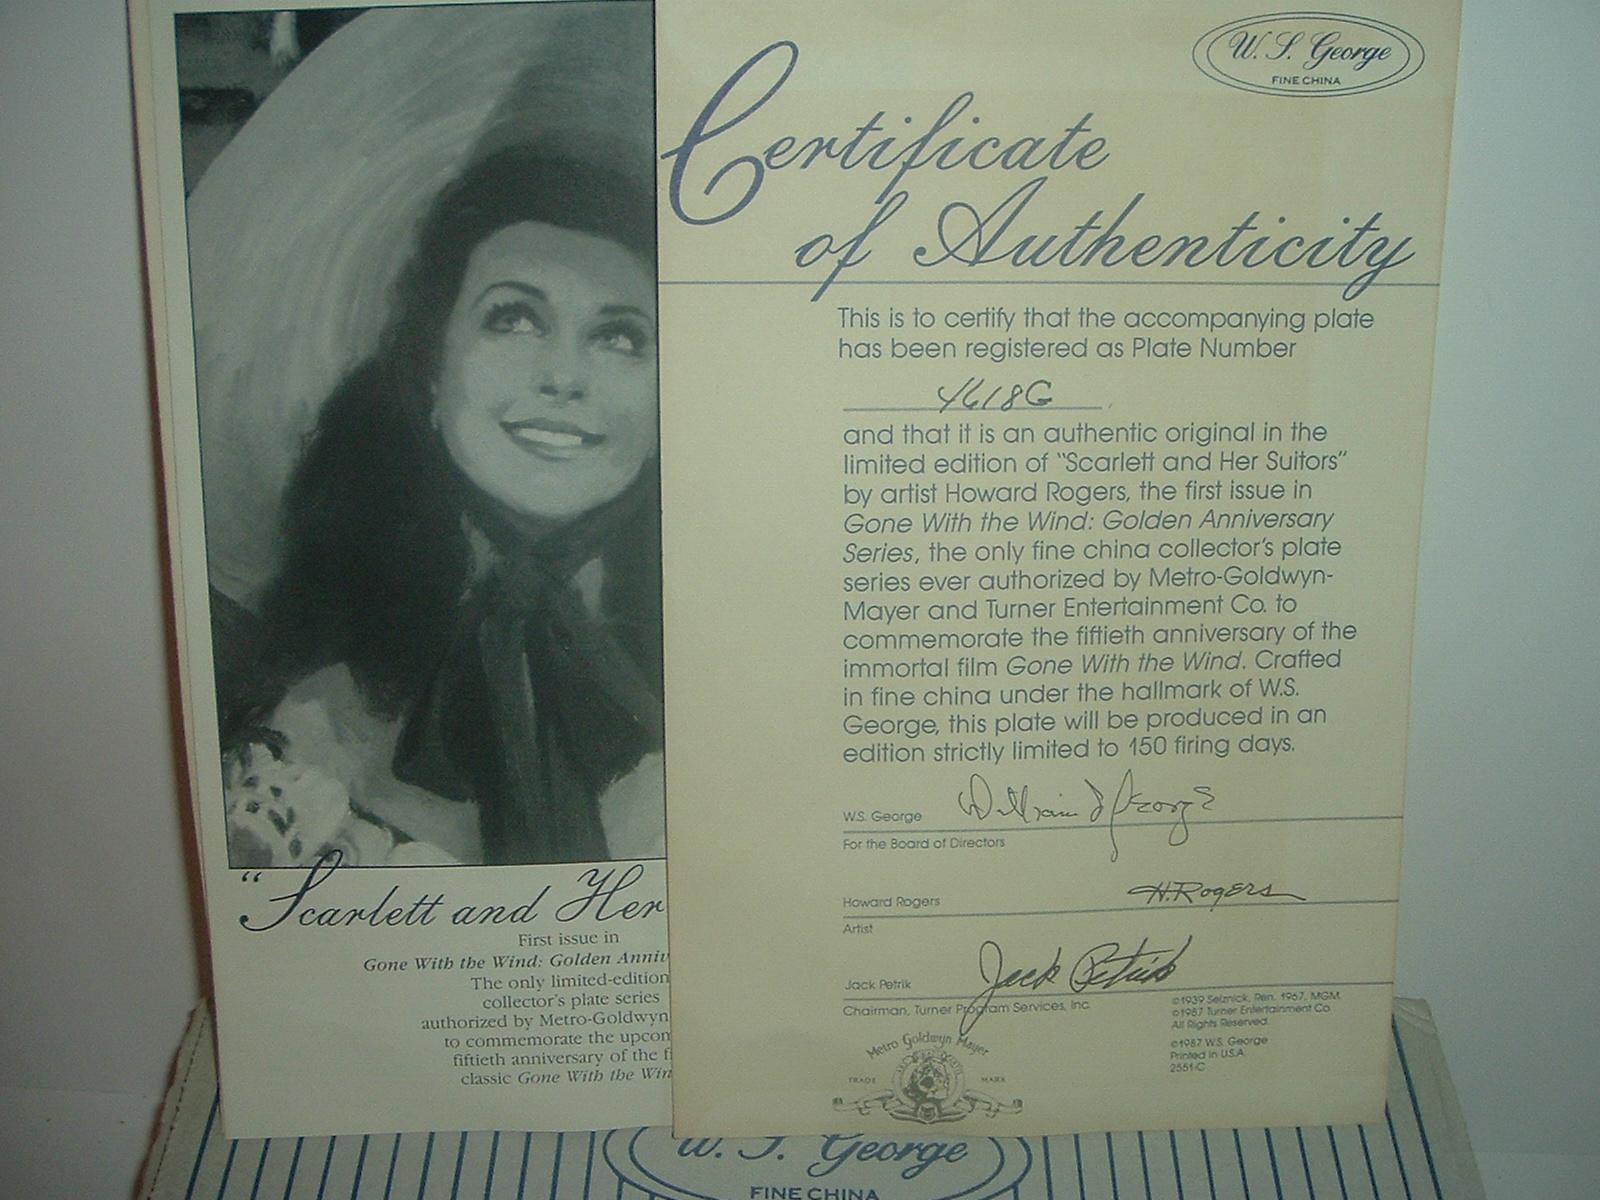 W. S. George
FINE CHINA
Certificate
of Authenticity
This is to certify that the accompanying plate
has been registered as Plate Number
4618G
and that it is an authentic original in the
limited edition of "Scarlett and Her Suitors"
by artist Howard Rogers, the first issue in
Gone With the Wind: Golden Anniversary
Series, the only fine china collector's plate
series ever authorized by Metro-Goldwyn-
Mayer and Turner Entertainment Co. to
commemorate the fiftieth anniversary of the
immortal film Gone With the Wind. Crafted
in fine china under the hallmark of W.S.
George, this plate will be produced in an
edition strictly limited to 150 firing days.
W.S. George William S George
For the Board of Directors
Howard Rogers H. Rogers
Artist
Jack Petrik Jack Petrik
Chairman, Turner Program Services, Inc.
©1939 Selznick, Ren. 1967, MGM.
©1987 Turner Entertainment Co
All Rights Reserved.
©1987 W.S. George
Printed in U.S.A.
2551-C
Metro Goldwyn Mayer
TRADE MARK
"Scarlett and Her
First issue in
Gone With the Wind: Golden Anniv
The only limited-edition
collector's plate series
authorized by Metro-Goldwyn
to commemorate the upcom
fiftieth anniversary of the fi
classic Gone With the Win
W. S. George
FINE CHINA